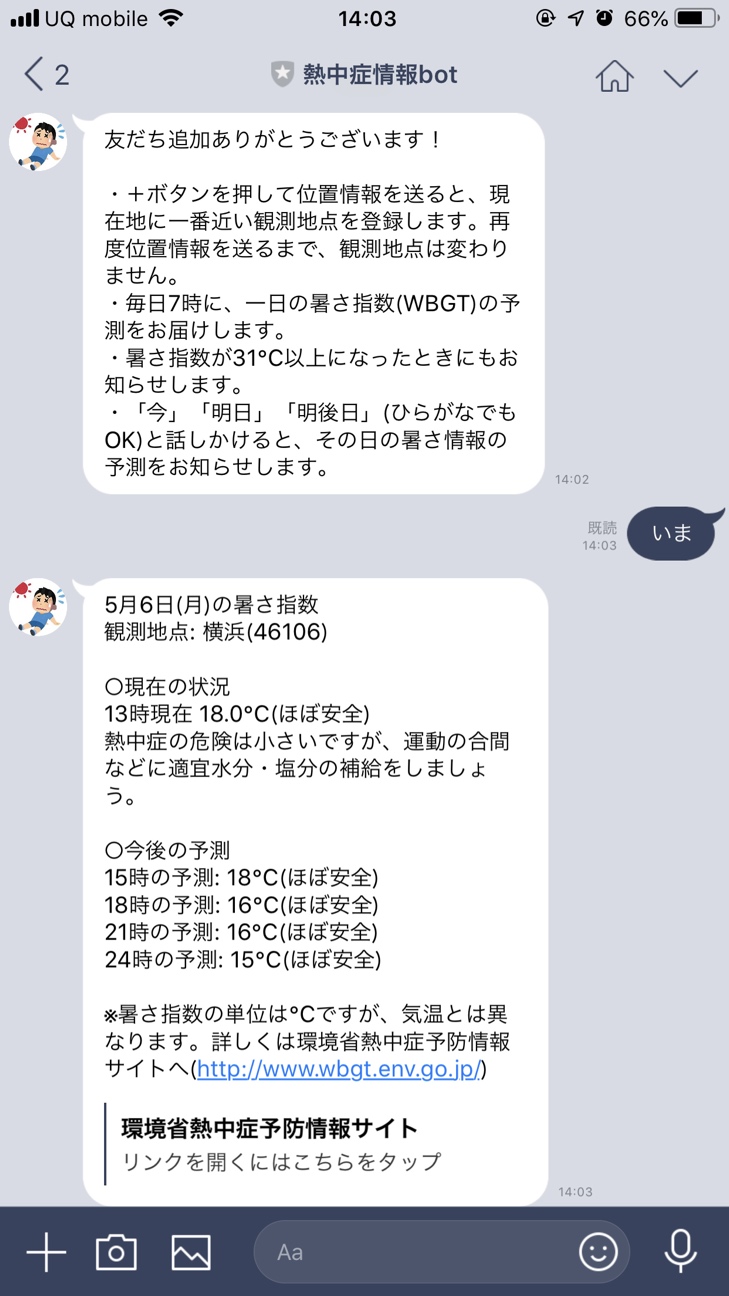 UQ mobile 14:03 66%
2 熱中症情報bot
友だち追加ありがとうございます！
・＋ボタンを押して位置情報を送ると、現
在地に一番近い観測地点を登録します。再
度位置情報を送るまで、観測地点は変わり
ません。
・毎日7時に、一日の暑さ指数(WBGT)の予
測をお届けします。
・暑さ指数が31°C以上になったときにもお
知らせします。
・「今」「明日」「明後日」(ひらがなでも
OK)と話しかけると、その日の暑さ情報の
予測をお知らせします。
14:02
既読
14:03
いま
5月6日(月)の暑さ指数
観測地点: 横浜(46106)
〇現在の状況
13時現在 18.0°C(ほぼ安全)
熱中症の危険は小さいですが、運動の合間
などに適宜水分・塩分の補給をしましょ
う。
〇今後の予測
15時の予測: 18°C(ほぼ安全)
18時の予測: 16°C(ほぼ安全)
21時の予測: 16°C(ほぼ安全)
24時の予測: 15°C(ほぼ安全)
※暑さ指数の単位は°Cですが、気温とは異
なります。詳しくは環境省熱中症予防情報
サイトへ(http://www.wbgt.env.go.jp/)
環境省熱中症予防情報サイト
リンクを開くにはこちらをタップ
14:03
Aa